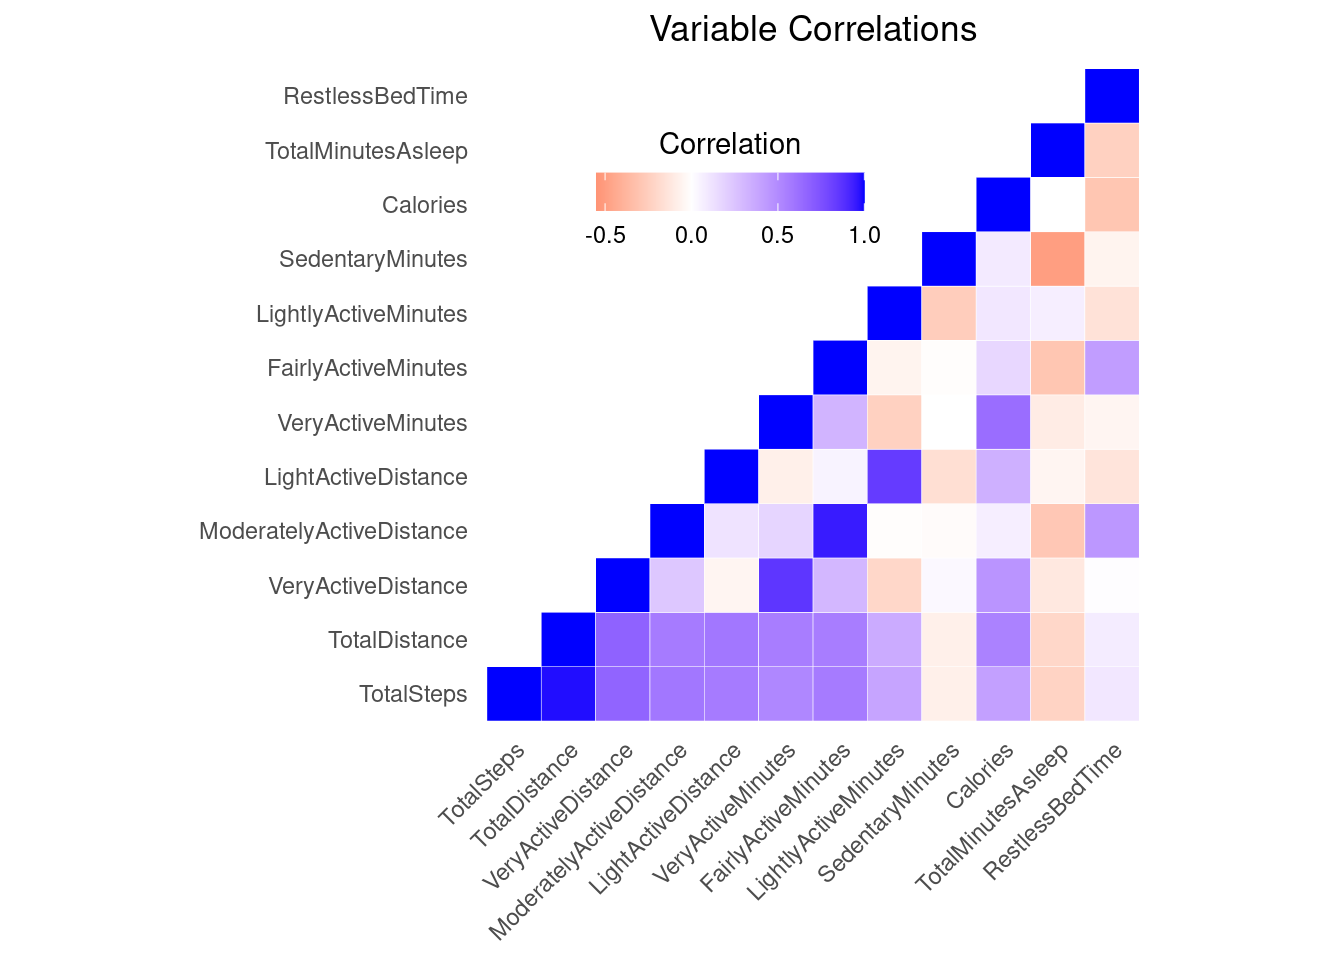 Variable Correlations
RestlessBedTime
TotalMinutesAsleep
Calories
SedentaryMinutes
LightlyActiveMinutes
FairlyActiveMinutes
VeryActiveMinutes
LightActiveDistance
ModeratelyActiveDistance
VeryActiveDistance
TotalDistance
TotalSteps
Correlation
-0.5 0.0 0.5 1.0
TotalSteps
TotalDistance
VeryActiveDistance
ModeratelyActiveDistance
LightActiveDistance
VeryActiveMinutes
FairlyActiveMinutes
LightlyActiveMinutes
SedentaryMinutes
Calories
TotalMinutesAsleep
RestlessBedTime